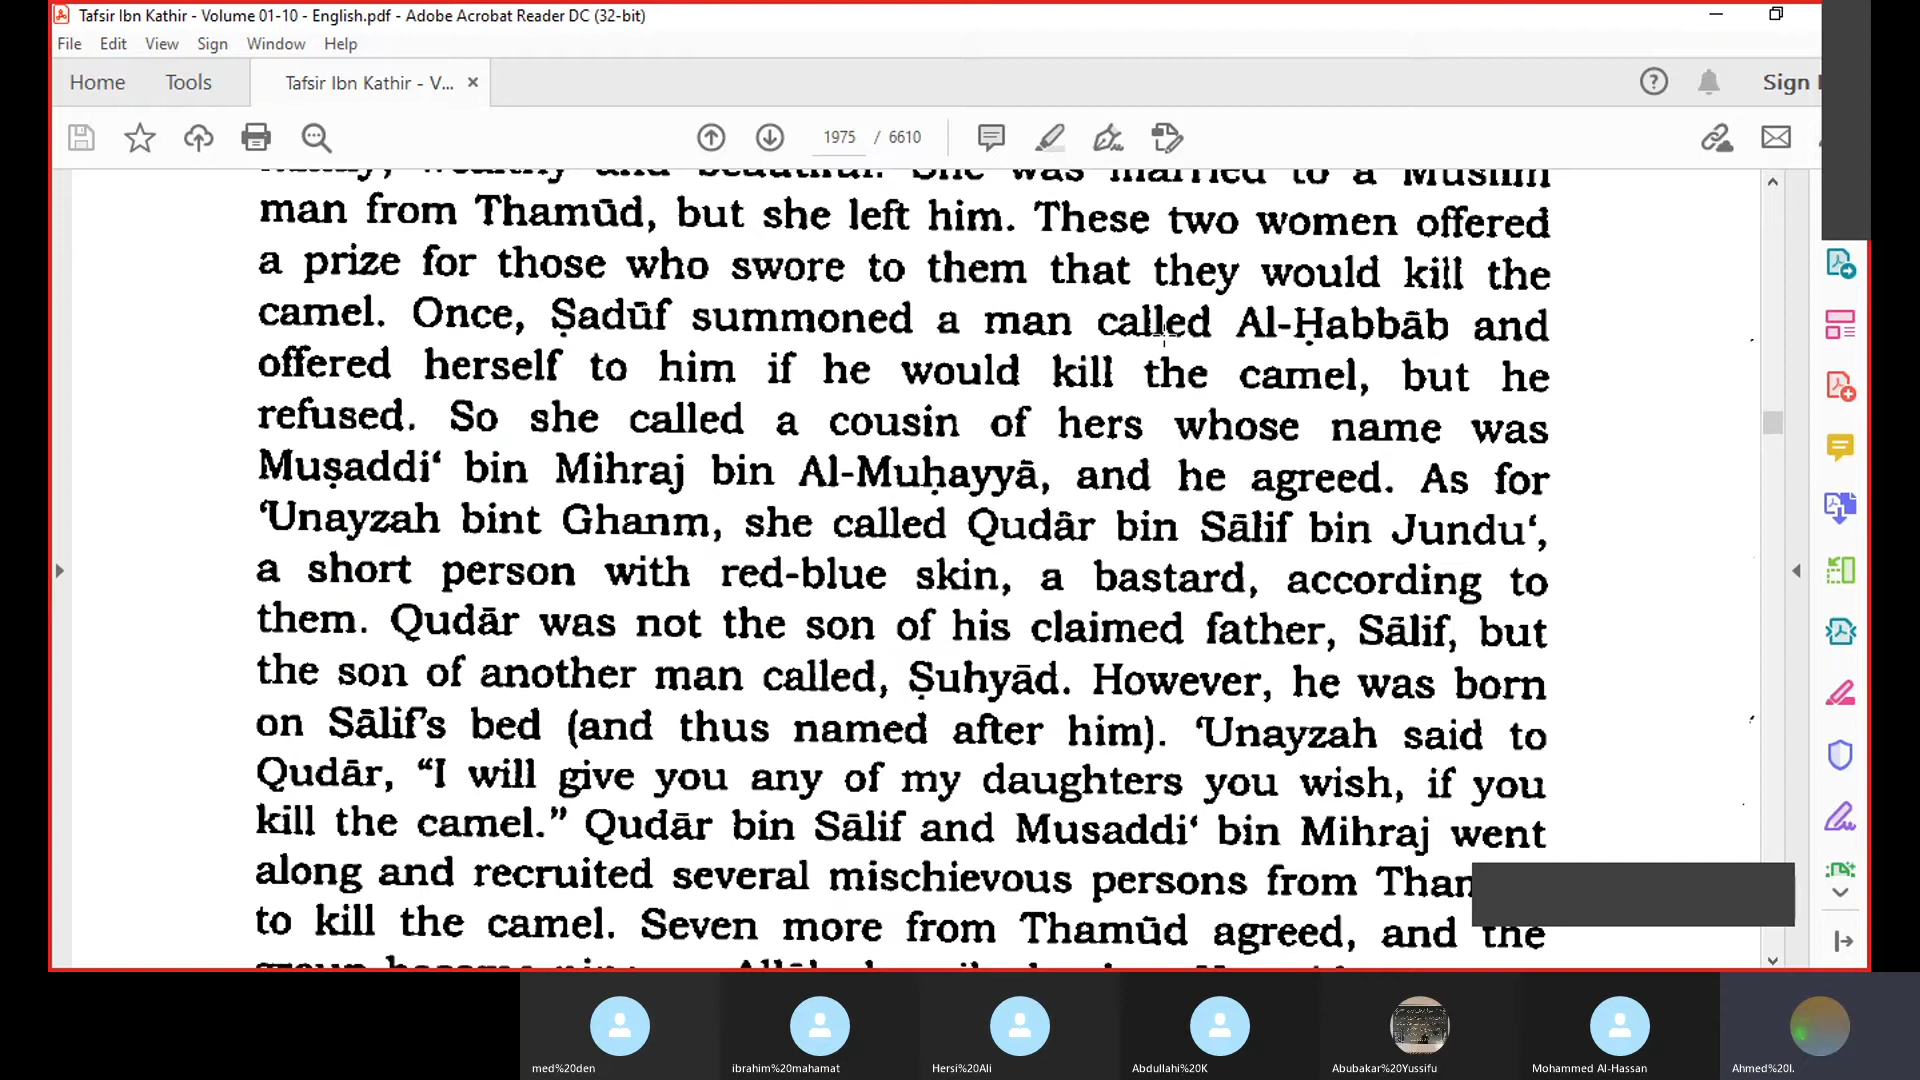 Tafsir Ibn Kathir - Volume 01-10 - English.pdf - Adobe Acrobat Reader DC (32-bit)
File Edit View Sign Window Help
Home Tools Tafsir Ibn Kathir - V... Sign
1975 / 6610
family, wealthy and beautiful. She was married to a Muslim
man from Thamūd, but she left him. These two women offered
a prize for those who swore to them that they would kill the
camel. Once, Ṣadūf summoned a man called Al-Ḥabbāb and
offered herself to him if he would kill the camel, but he
refused. So she called a cousin of hers whose name was
Muṣaddi‘ bin Mihraj bin Al-Muḥayyā, and he agreed. As for
‘Unayzah bint Ghanm, she called Qudār bin Sālif bin Jundu‘,
a short person with red-blue skin, a bastard, according to
them. Qudār was not the son of his claimed father, Sālif, but
the son of another man called, Ṣuhyād. However, he was born
on Sālif's bed (and thus named after him). ‘Unayzah said to
Qudār, “I will give you any of my daughters you wish, if you
kill the camel.” Qudār bin Sālif and Musaddi‘ bin Mihraj went
along and recruited several mischievous persons from Tham
to kill the camel. Seven more from Thamūd agreed, and the
med%20den ibrahim%20mahamat Hersi%20Ali Abdullahi%20K Abubakar%20Yussifu Mohammed Al-Hassan Ahmed%20I.